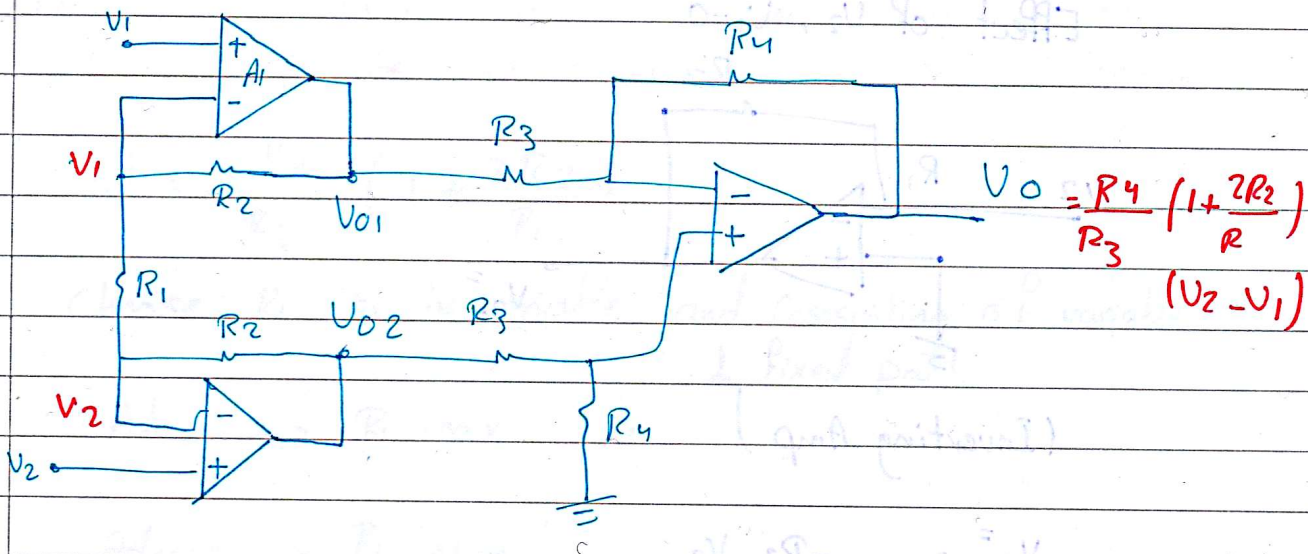 V1
+
A1
-
R4
R3
V1
R2
V01
-
+
V0 = R4/R3 (1 + 2R2/R)
(V2 - V1)
R1
R2
V02
R3
V2
-
R4
V2
+